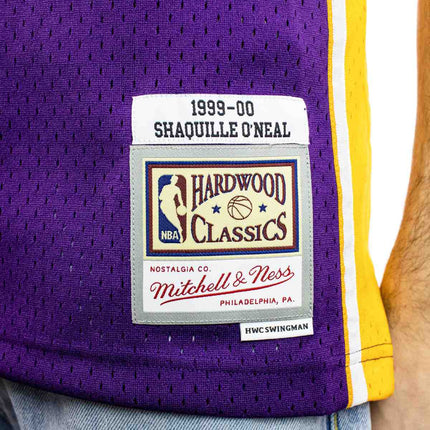 1999-00
SHAQUILLE O'NEAL
NBA
HARDWOOD
CLASSICS
NOSTALGIA CO.
Mitchell & Ness
PHILADELPHIA, PA.
HWC SWINGMAN